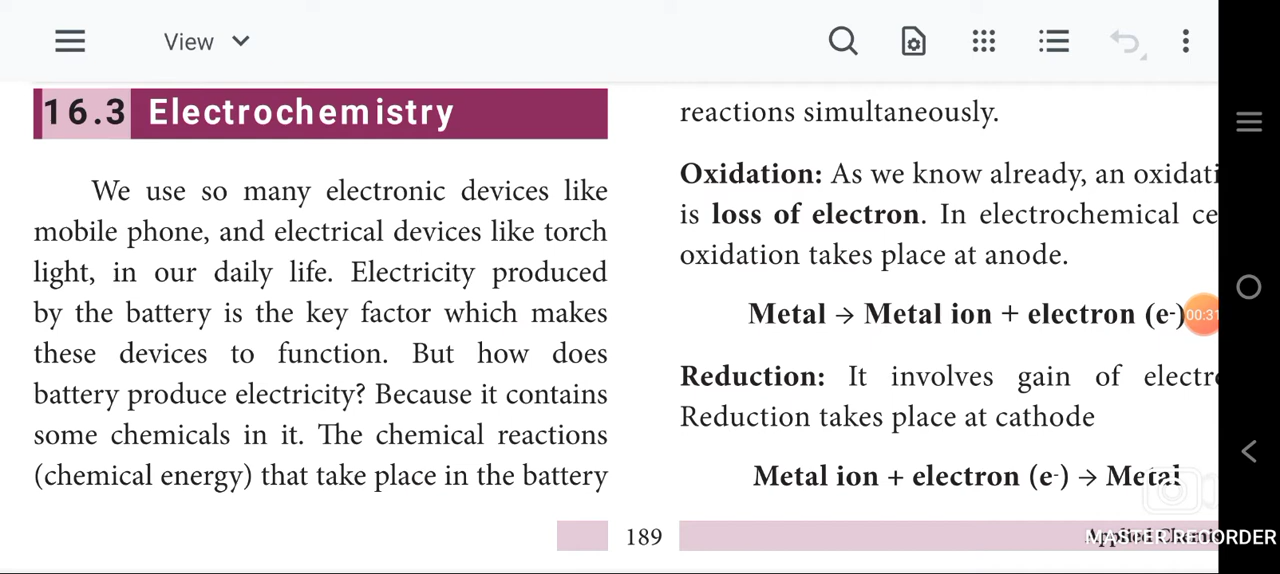 View
16.3 Electrochemistry
We use so many electronic devices like
mobile phone, and electrical devices like torch
light, in our daily life. Electricity produced
by the battery is the key factor which makes
these devices to function. But how does
battery produce electricity? Because it contains
some chemicals in it. The chemical reactions
(chemical energy) that take place in the battery
reactions simultaneously.
Oxidation: As we know already, an oxidati
is loss of electron. In electrochemical ce
oxidation takes place at anode.
Metal → Metal ion + electron (e-)
00:31
Reduction: It involves gain of electro
Reduction takes place at cathode
Metal ion + electron (e-) → Metal
189
Applied Chemis
MASTER RECORDER